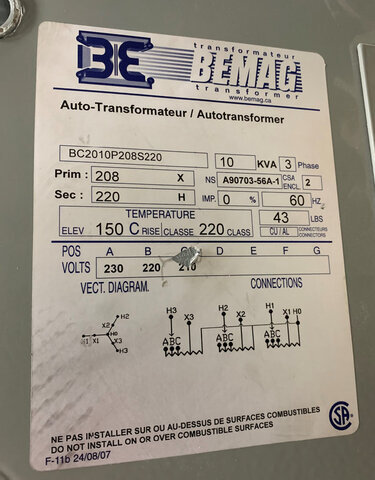 transformateur
BE BEMAG
transformer
www.bemag.ca
Auto-Transformateur / Autotransformer
BC2010P208S220 10 KVA 3 Phase
Prim : 208 X NS A90703-56A-1 CSA ENCL. 2
Sec : 220 H IMP. 0 % 60 HZ
TEMPERATURE 43 LBS
ELEV 150 C RISE CLASSE 220 CLASS CU / AL CONNECTEURS CONNECTORS
POS A B C D E F G
VOLTS 230 220 210
VECT. DIAGRAM CONNECTIONS
H2 H3 X3 H2 X2 H1 X1 H0
X2 H0 X1 X3 H3 ABC ABC ABC
NE PAS INSTALLER SUR OU AU-DESSUS DE SURFACES COMBUSTIBLES
DO NOT INSTALL ON OR OVER COMBUSTIBLE SURFACES
F-11b 24/08/07 SA